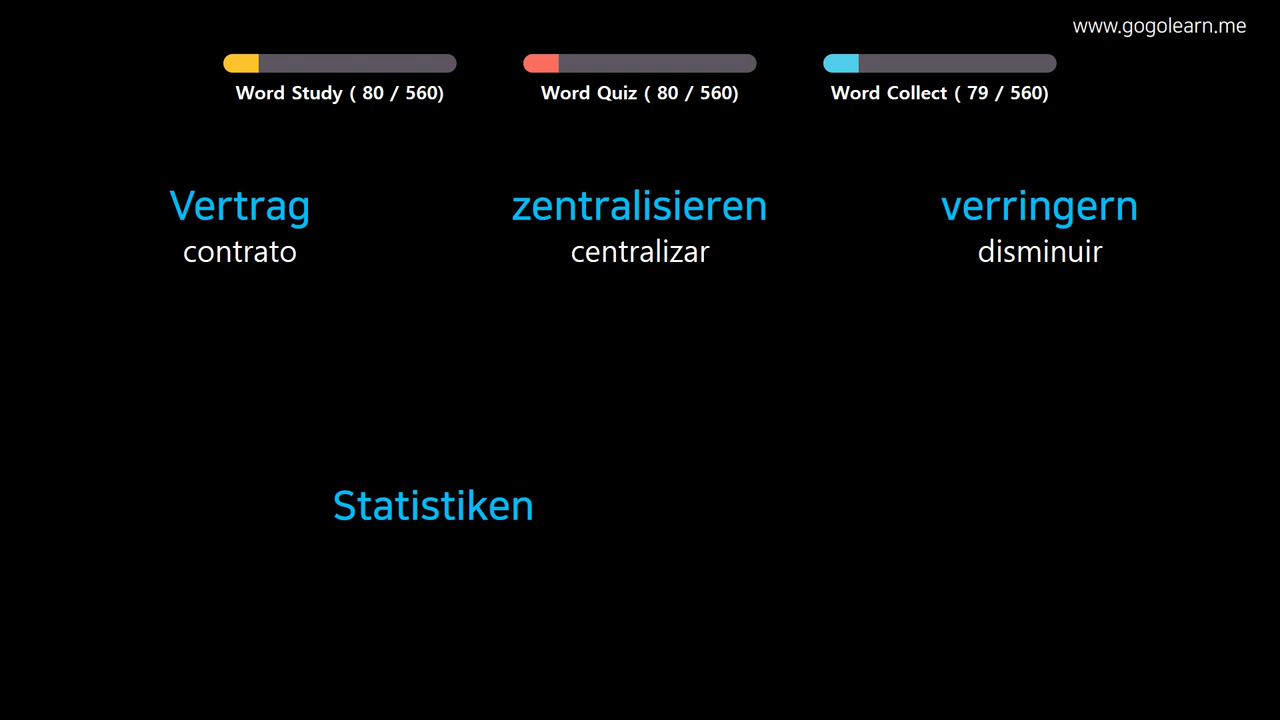 www.gogolearn.me
Word Study ( 80 / 560)
Word Quiz ( 80 / 560)
Word Collect ( 79 / 560)
Vertrag
contrato
zentralisieren
centralizar
verringern
disminuir
Statistiken